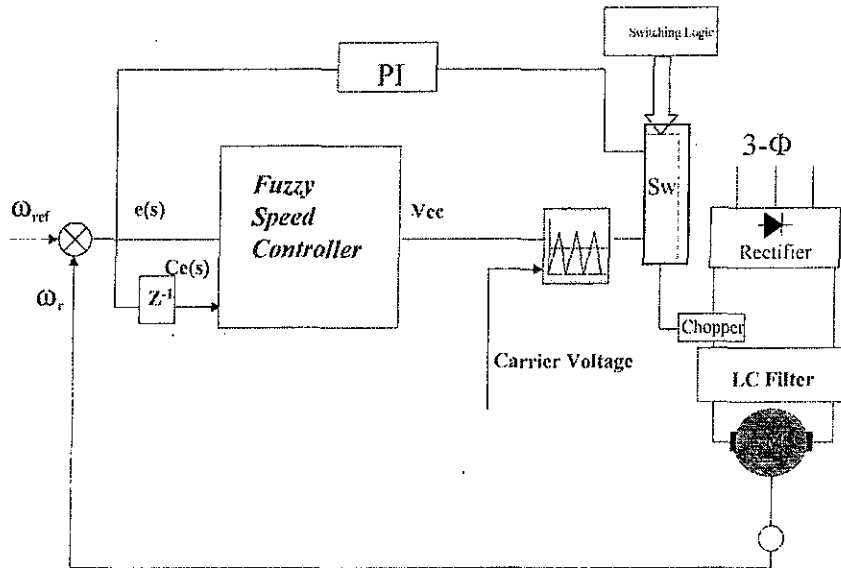 Switching Logic
PI
3-Φ
Fuzzy
Speed
Controller
Sw
ω_ref
e(s)
Vcc
Rectifier
Ce(s)
ω_r
Z⁻¹
Chopper
Carrier Voltage
LC Filter